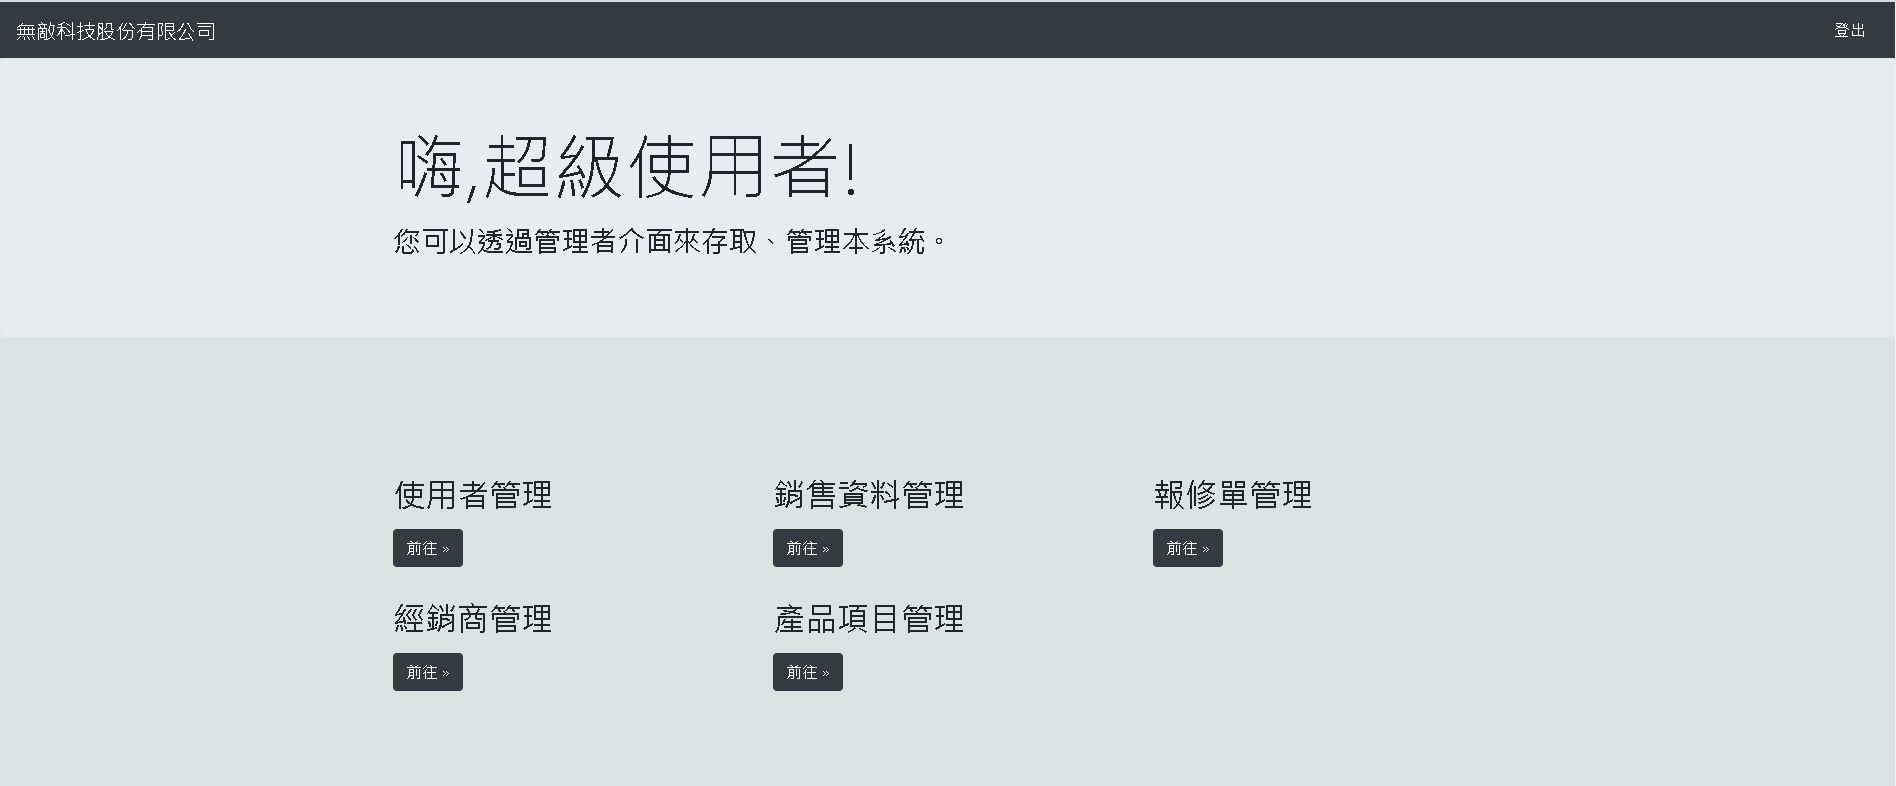 無敵科技股份有限公司
登出
嗨,超級使用者!
您可以透過管理者介面來存取、管理本系統。
使用者管理
銷售資料管理
報修單管理
前往 »
前往 »
前往 »
經銷商管理
產品項目管理
前往 »
前往 »